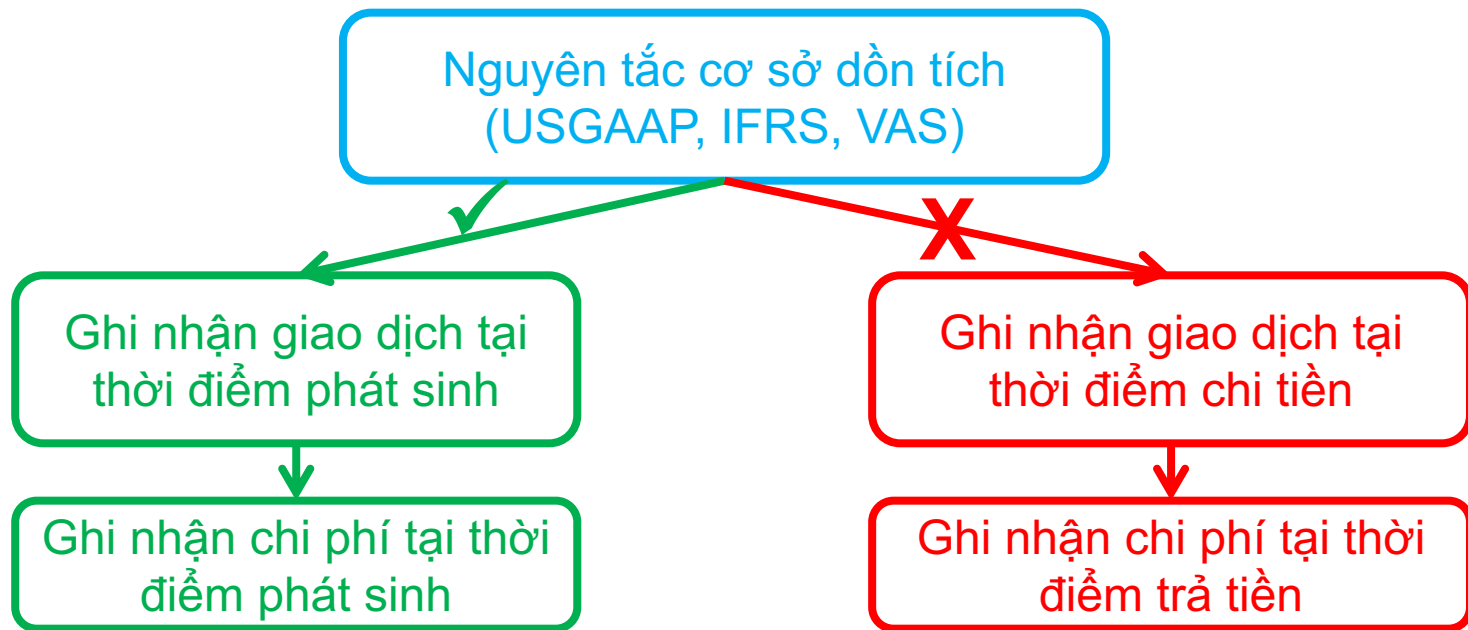 Nguyên tắc cơ sở dồn tích
(USGAAP, IFRS, VAS)
X
Ghi nhận giao dịch tại
thời điểm phát sinh
Ghi nhận giao dịch tại
thời điểm chi tiền
Ghi nhận chi phí tại thời
điểm phát sinh
Ghi nhận chi phí tại thời
điểm trả tiền